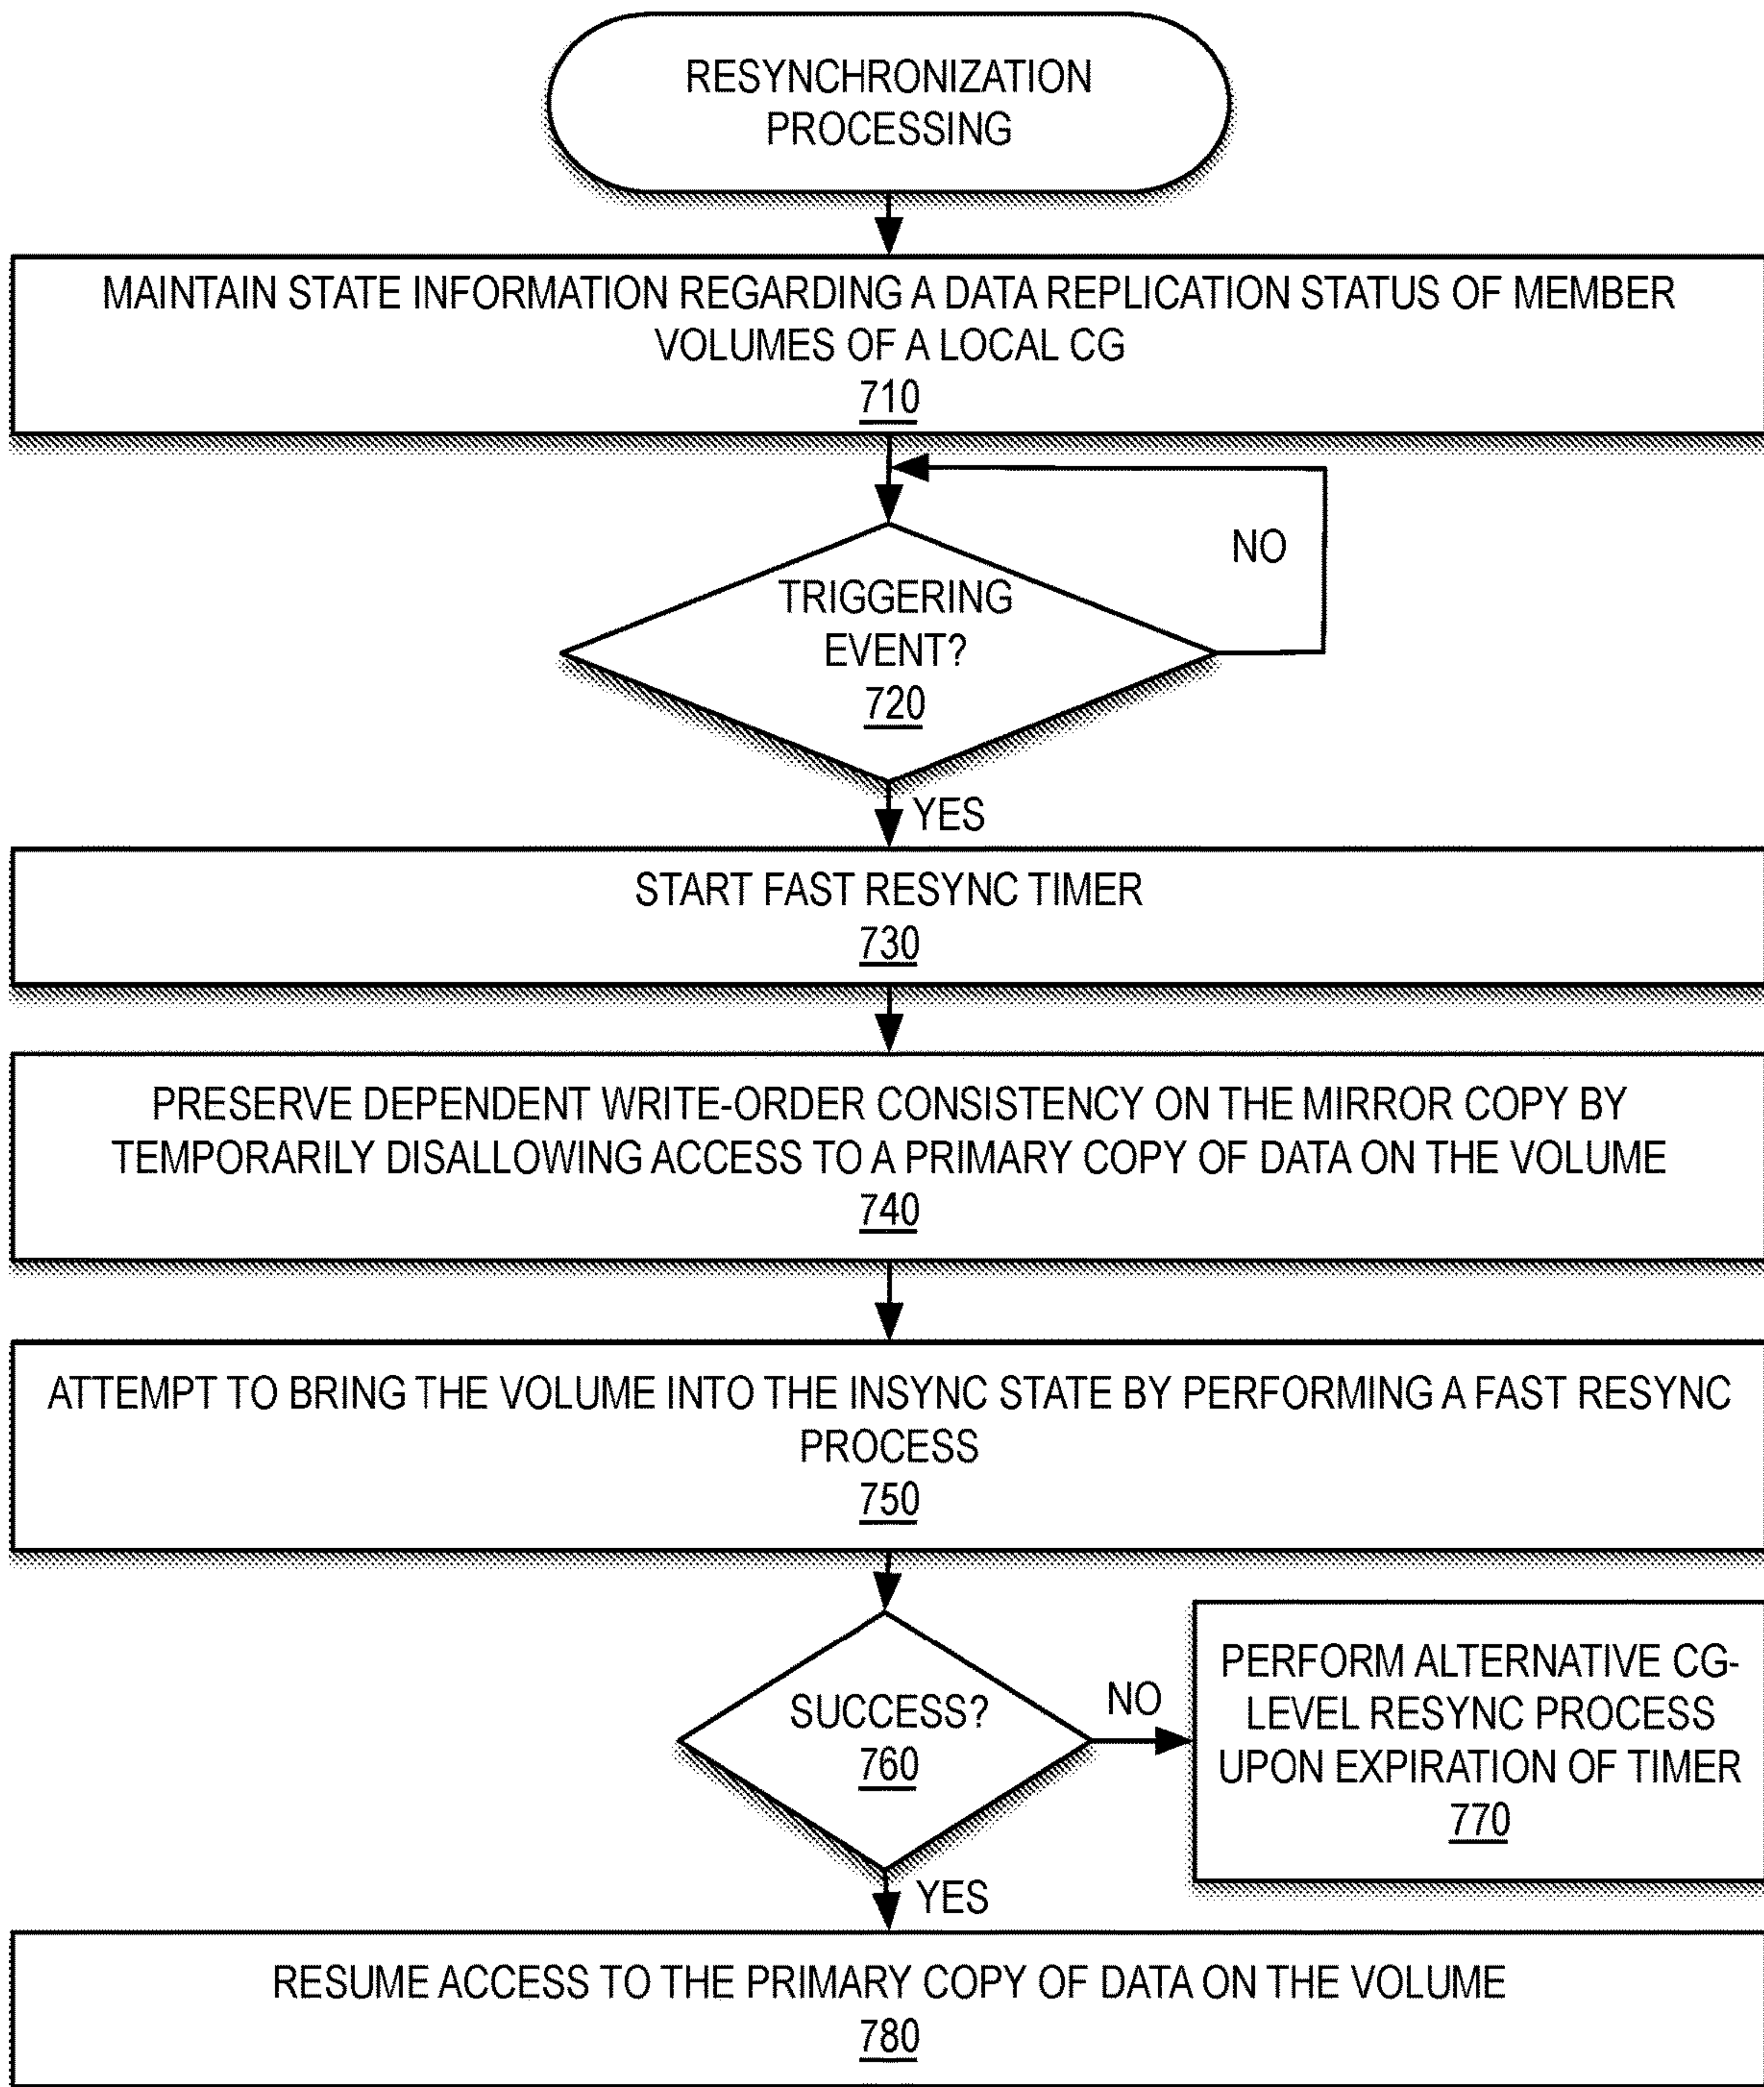 RESYNCHRONIZATION
PROCESSING
MAINTAIN STATE INFORMATION REGARDING A DATA REPLICATION STATUS OF MEMBER
VOLUMES OF A LOCAL CG
710
NO
TRIGGERING
EVENT?
720
YES
START FAST RESYNC TIMER
730
PRESERVE DEPENDENT WRITE-ORDER CONSISTENCY ON THE MIRROR COPY BY
TEMPORARILY DISALLOWING ACCESS TO A PRIMARY COPY OF DATA ON THE VOLUME
740
ATTEMPT TO BRING THE VOLUME INTO THE INSYNC STATE BY PERFORMING A FAST RESYNC
PROCESS
750
SUCCESS?
760
NO
PERFORM ALTERNATIVE CG-
LEVEL RESYNC PROCESS
UPON EXPIRATION OF TIMER
770
YES
RESUME ACCESS TO THE PRIMARY COPY OF DATA ON THE VOLUME
780